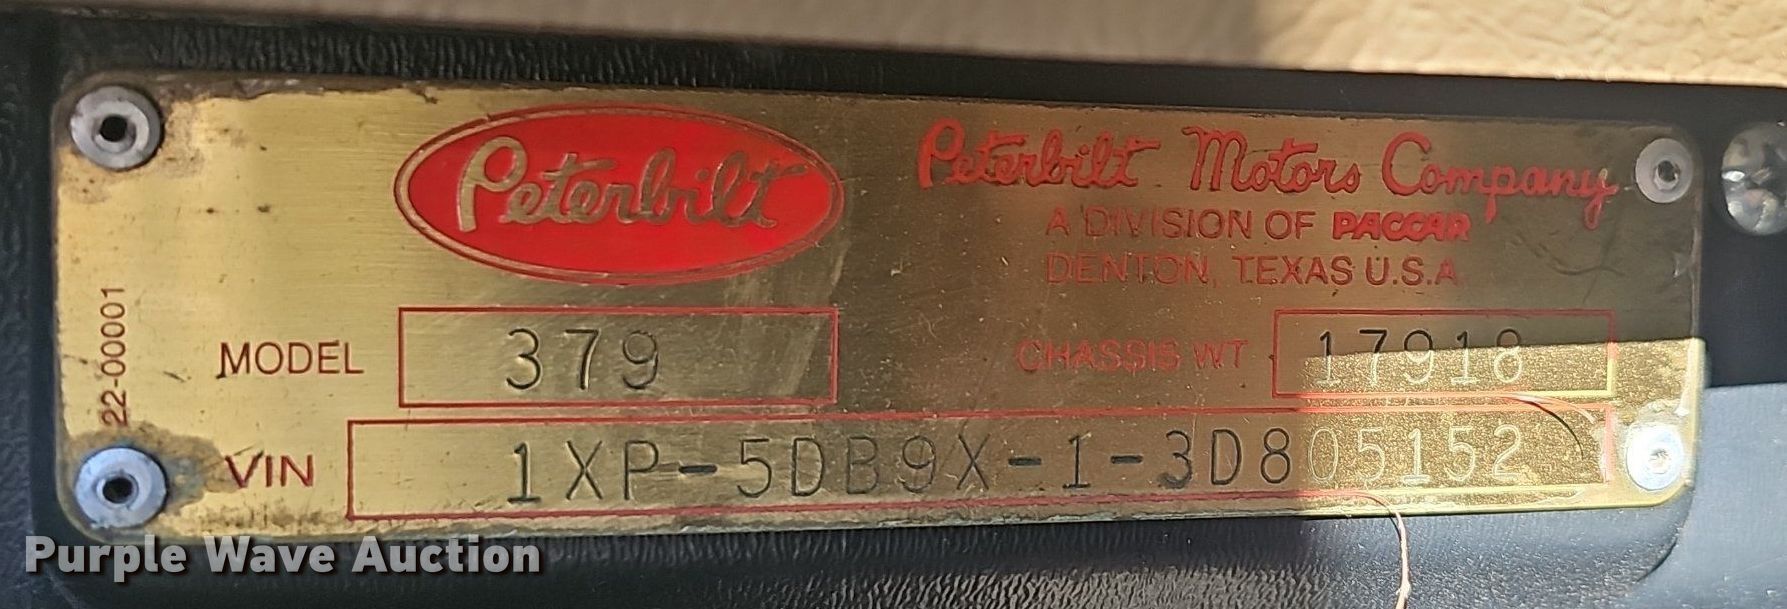 Peterbilt
Peterbilt Motors Company
A DIVISION OF PACCAR
DENTON, TEXAS U.S.A.
22-00001
MODEL 379
CHASSIS WT 17918
VIN 1XP-5DB9X-1-3D805152
Purple Wave Auction